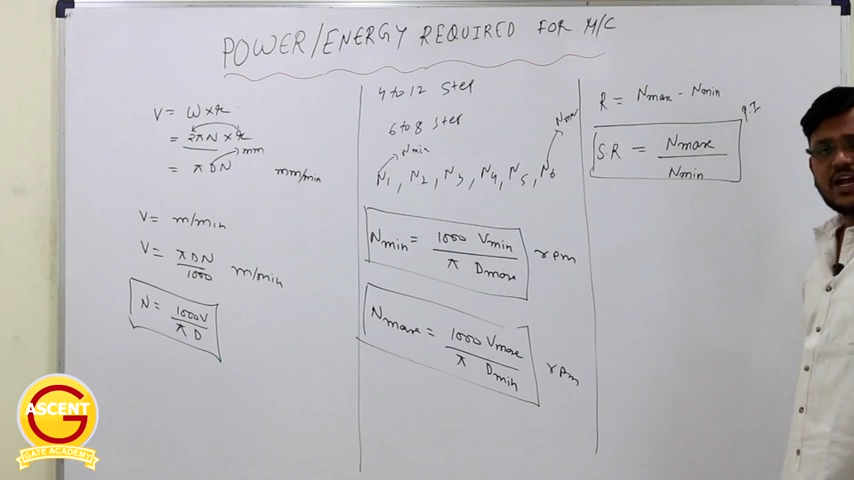 POWER/ENERGY REQUIRED FOR M/C
V = ω × r
= 2πN × r
mm
= πDN mm/min
V = m/min
V = πDN/1000 m/min
N = 1000V/πD
4 to 12 Step
6 to 8 Step
Nmin Nmax
N1, N2, N3, N4, N5, N6
Nmin = 1000 Vmin/π Dmax rpm
Nmax = 1000 Vmax/π Dmin rpm
R = Nmax - Nmin
S.R = Nmax/Nmin
ASCENT
G
GATE ACADEMY